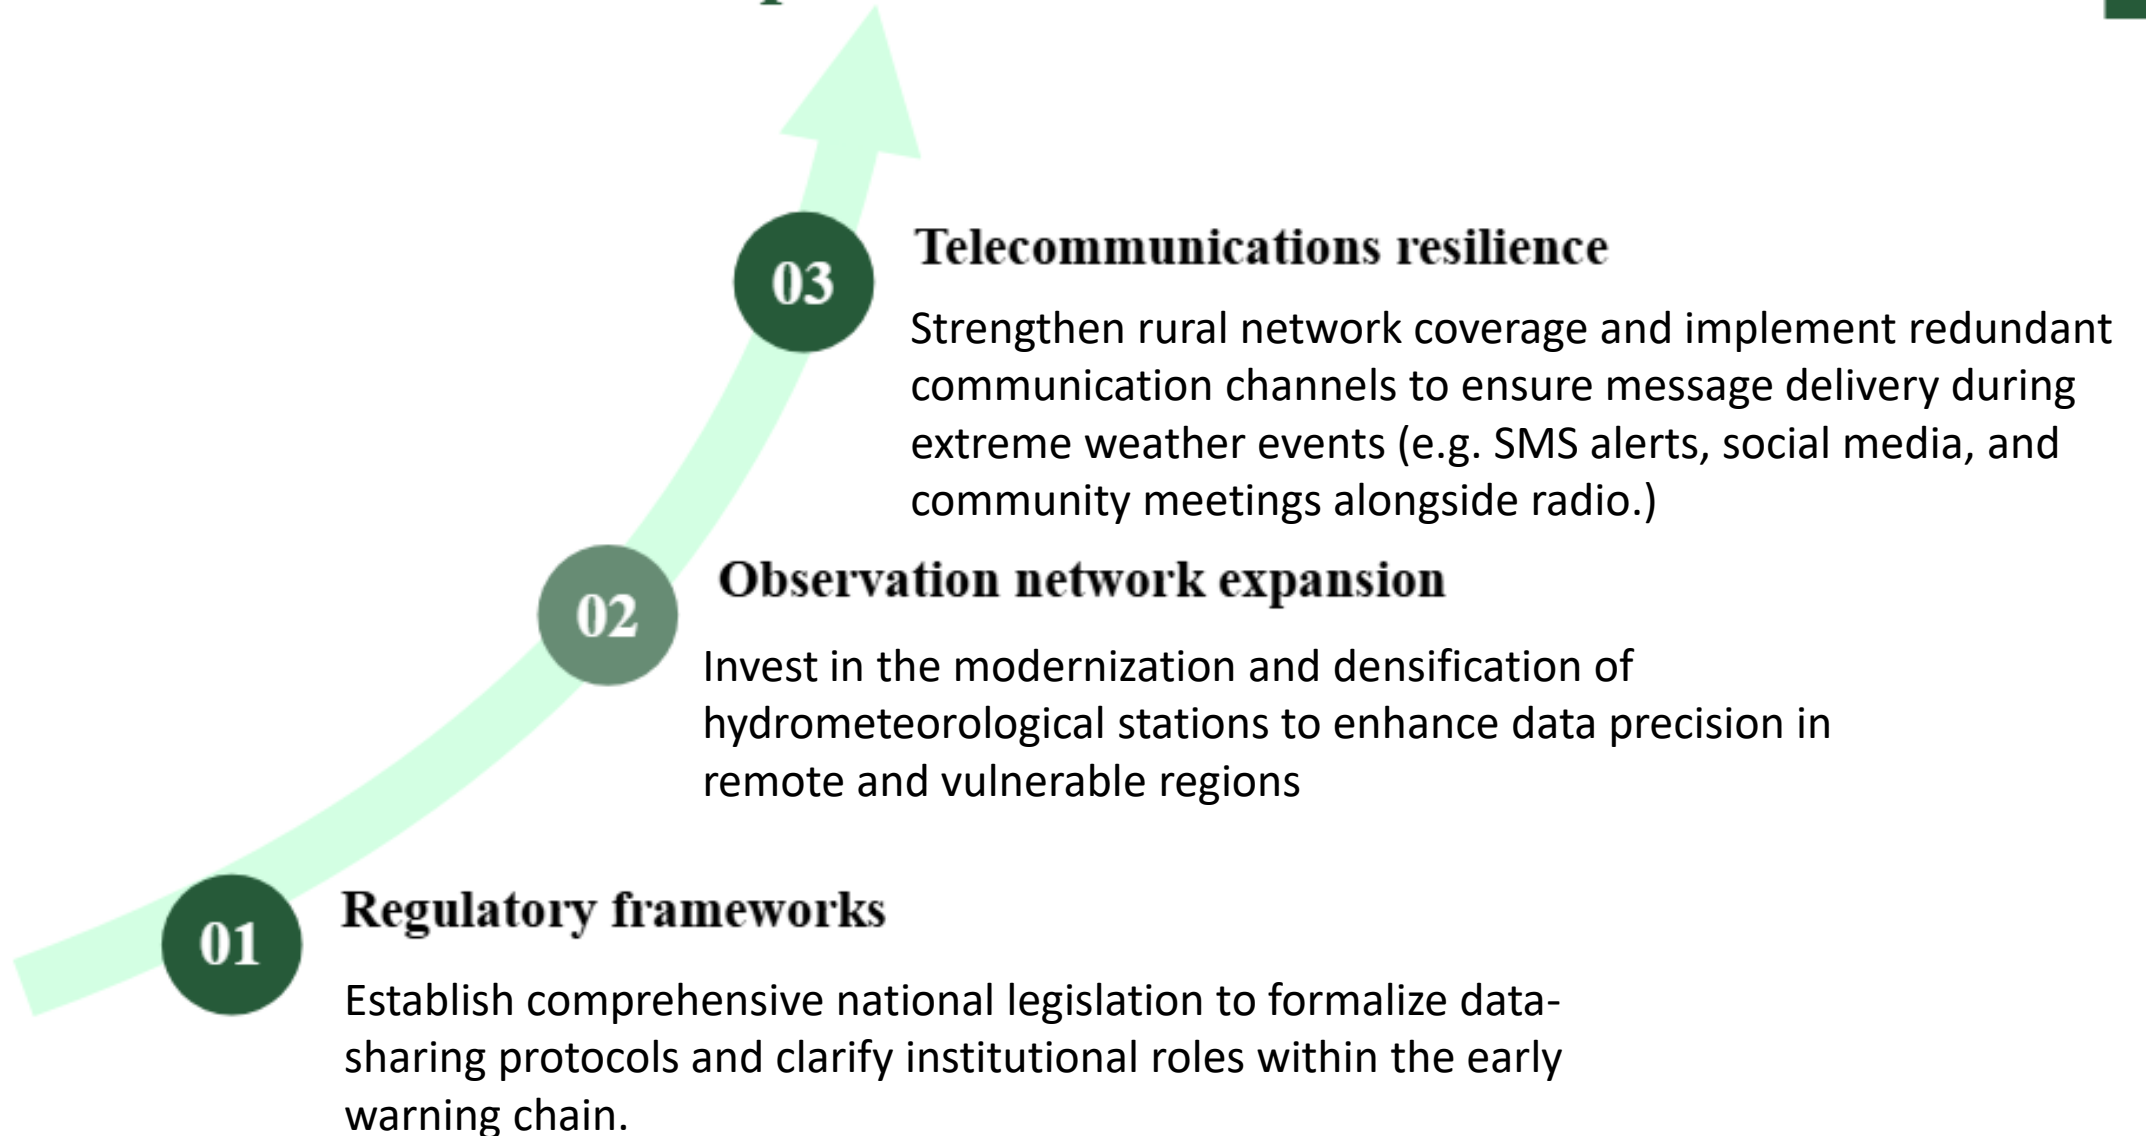 03
Telecommunications resilience
Strengthen rural network coverage and implement redundant
communication channels to ensure message delivery during
extreme weather events (e.g. SMS alerts, social media, and
community meetings alongside radio.)
02
Observation network expansion
Invest in the modernization and densification of
hydrometeorological stations to enhance data precision in
remote and vulnerable regions
01
Regulatory frameworks
Establish comprehensive national legislation to formalize data-
sharing protocols and clarify institutional roles within the early
warning chain.